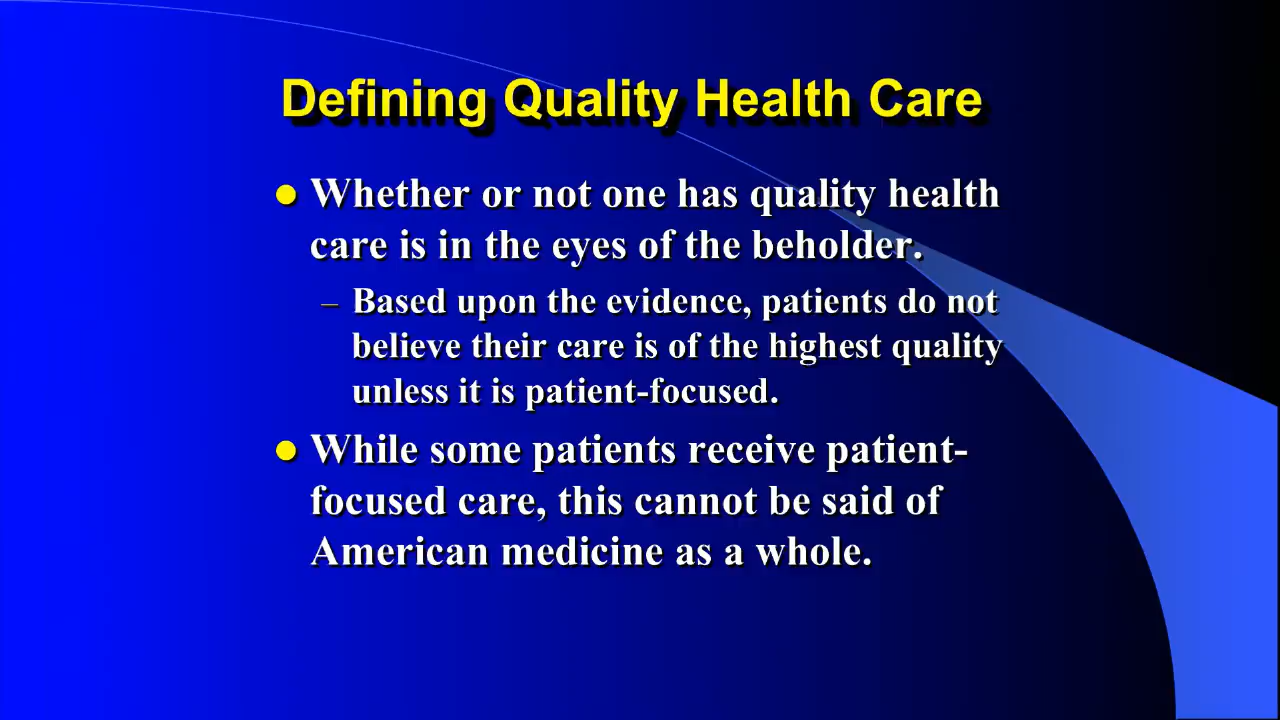 Defining Quality Health Care
Whether or not one has quality health
care is in the eyes of the beholder.
– Based upon the evidence, patients do not
believe their care is of the highest quality
unless it is patient-focused.
While some patients receive patient-
focused care, this cannot be said of
American medicine as a whole.